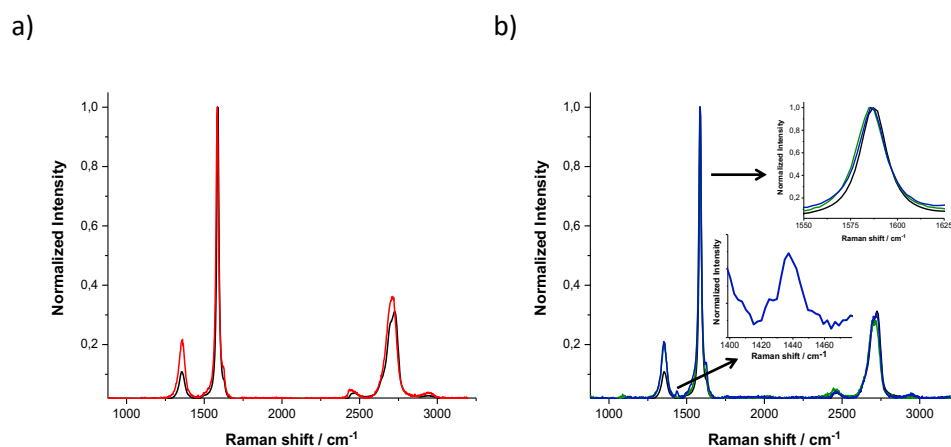 a)
b)
Normalized Intensity
1,0
0,8
0,6
0,4
0,2
1000 1500 2000 2500 3000
Raman shift / cm⁻¹
Normalized Intensity
1,0
0,8
0,6
0,4
0,2
1000 1500 2000 2500 3000
Raman shift / cm⁻¹
Normalized Intensity
1,0
0,8
0,6
0,4
0,2
1550 1575 1600 1625
Raman shift / cm⁻¹
Normalized Intensity
1400 1420 1440 1460
Raman shift / cm⁻¹